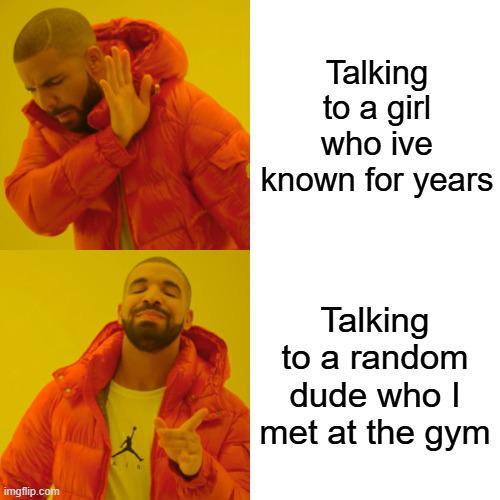 Talking
to a girl
who ive
known for years
Talking
to a random
dude who I
met at the gym
imgflip.com